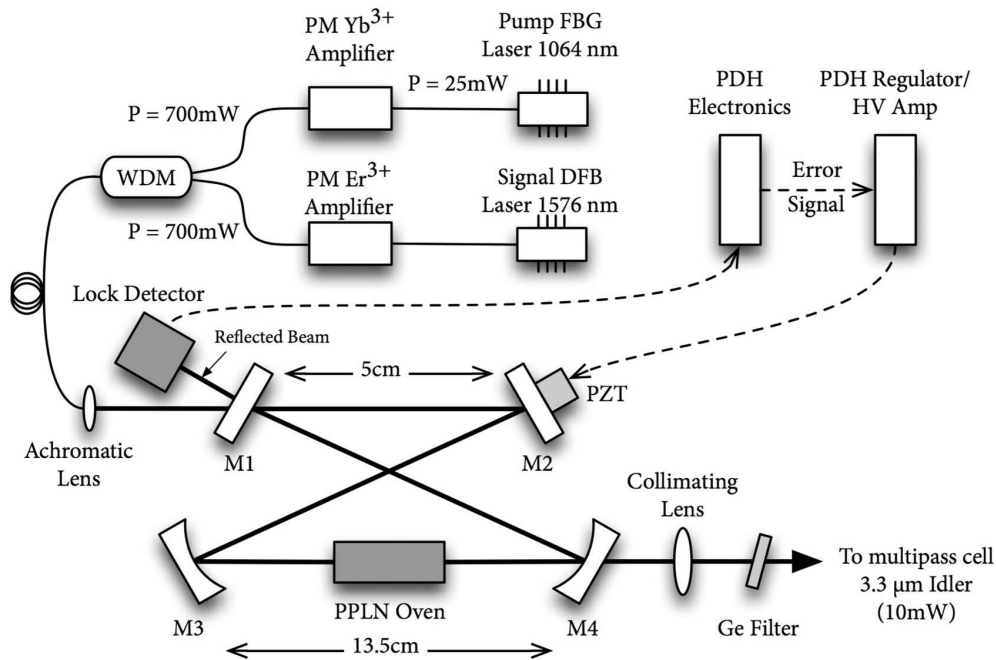 PM Yb3+
Amplifier
Pump FBG
Laser 1064 nm
P = 25mW
P = 700mW
PDH
Electronics
PDH Regulator/
HV Amp
WDM
PM Er3+
Amplifier
Signal DFB
Laser 1576 nm
P = 700mW
Error
Signal
Lock Detector
Reflected Beam
5cm
PZT
Achromatic
Lens
M1
M2
Collimating
Lens
To multipass cell
3.3 μm Idler
(10mW)
PPLN Oven
M3
M4
Ge Filter
13.5cm